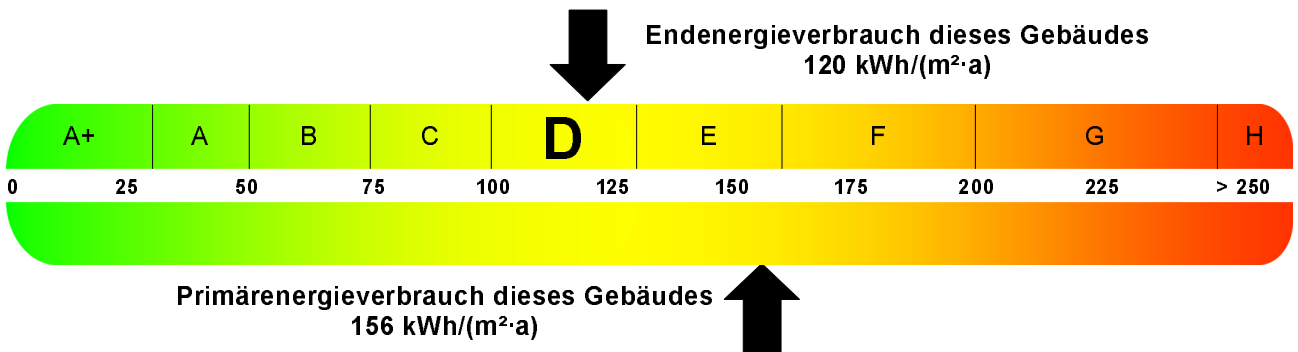 Endenergieverbrauch dieses Gebäudes
120 kWh/(m²·a)
A+ A B C D E F G H
0 25 50 75 100 125 150 175 200 225 > 250
Primärenergieverbrauch dieses Gebäudes
156 kWh/(m²·a)